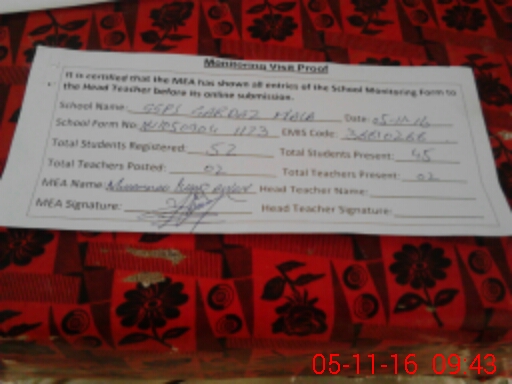 Monitoring Visit Proof
It is certified that the MEA has shown all entries of the School Monitoring Form to
the Head Teacher before its online submission.
School Name: Date: 05-11-16
School Form No: EMIS Code:
Total Students Registered: 52 Total Students Present: 45
Total Teachers Posted: 02 Total Teachers Present: 02
MEA Name: Head Teacher Name:
MEA Signature: Head Teacher Signature:
05-11-16 09:43